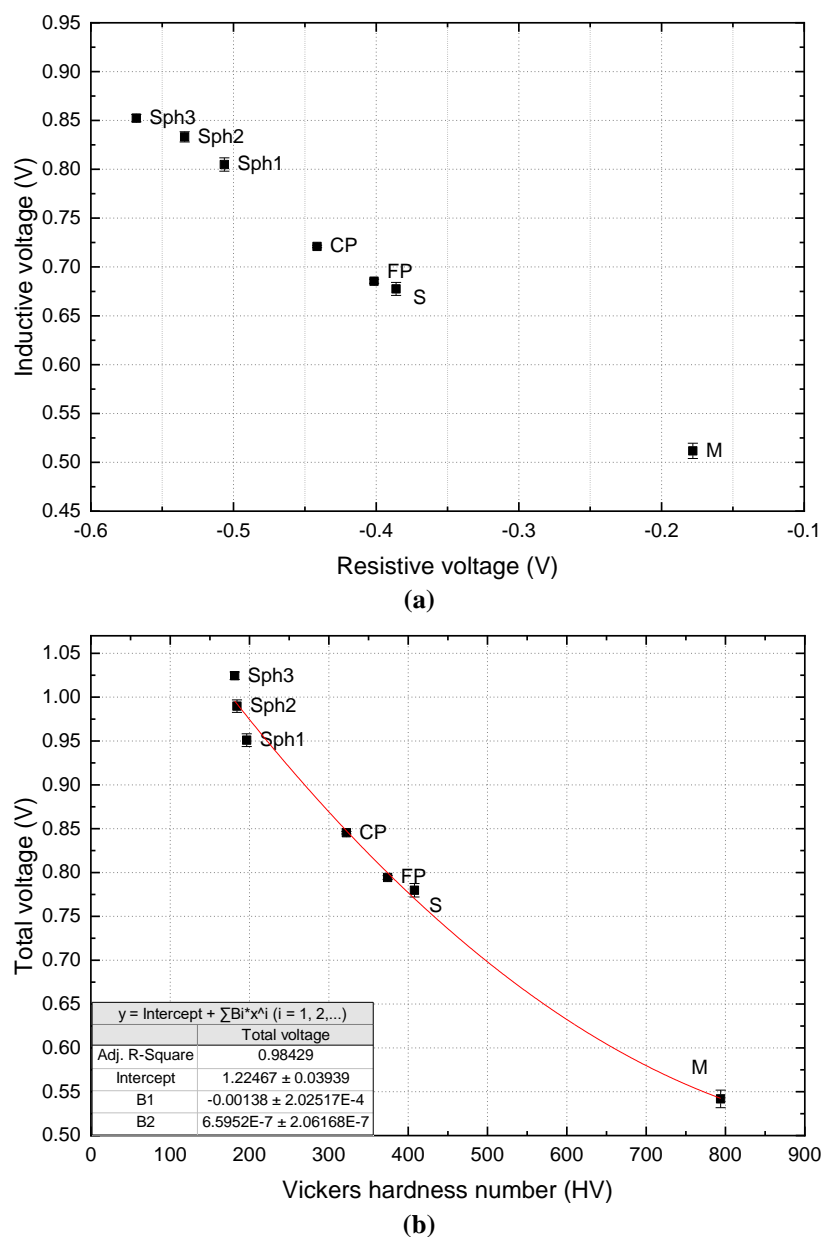 0.95
0.90
0.85
0.80
0.75
0.70
0.65
0.60
0.55
0.50
0.45
Inductive voltage (V)
Sph3
Sph2
Sph1
CP
FP
S
M
-0.6 -0.5 -0.4 -0.3 -0.2 -0.1
Resistive voltage (V)
(a)
1.05
1.00
0.95
0.90
0.85
0.80
0.75
0.70
0.65
0.60
0.55
0.50
Total voltage (V)
Sph3
Sph2
Sph1
CP
FP
S
M
y = Intercept + ∑Bi*x^i (i = 1, 2,...)
Total voltage
Adj. R-Square 0.98429
Intercept 1.22467 ± 0.03939
B1 -0.00138 ± 2.02517E-4
B2 6.5952E-7 ± 2.06168E-7
0 100 200 300 400 500 600 700 800 900
Vickers hardness number (HV)
(b)